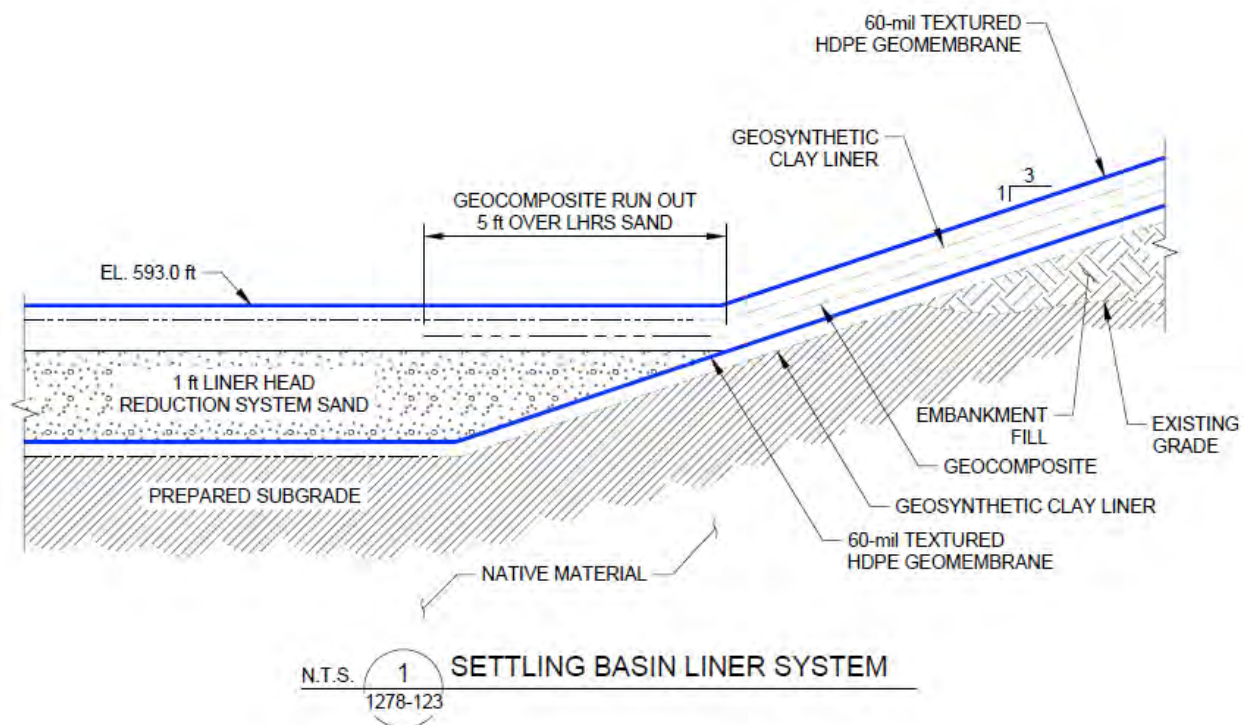 60-mil TEXTURED
HDPE GEOMEMBRANE
GEOSYNTHETIC
CLAY LINER
3
1
GEOCOMPOSITE RUN OUT
5 ft OVER LHRS SAND
EL. 593.0 ft
1 ft LINER HEAD
REDUCTION SYSTEM SAND
EMBANKMENT
FILL
EXISTING
GRADE
GEOCOMPOSITE
PREPARED SUBGRADE
GEOSYNTHETIC CLAY LINER
60-mil TEXTURED
HDPE GEOMEMBRANE
NATIVE MATERIAL
N.T.S.
1
1278-123
SETTLING BASIN LINER SYSTEM